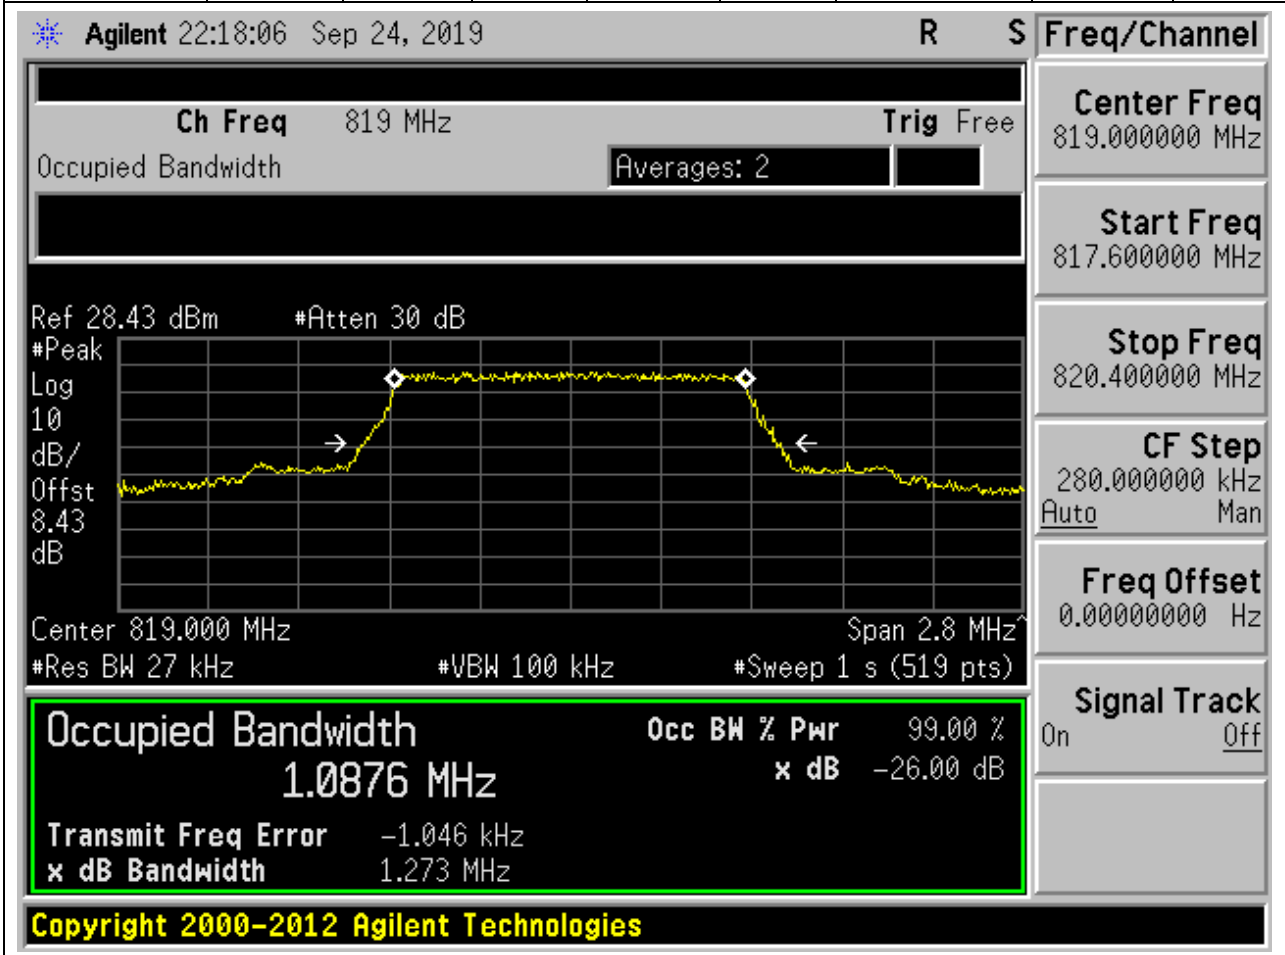 Agilent 22:18:06 Sep 24, 2019 R S Freq/Channel
Ch Freq 819 MHz Trig Free
Occupied Bandwidth Averages: 2
Center Freq
819.000000 MHz
Start Freq
817.600000 MHz
Stop Freq
820.400000 MHz
CF Step
280.000000 kHz
Auto Man
Freq Offset
0.00000000 Hz
Signal Track
On Off
Ref 28.43 dBm #Atten 30 dB
#Peak
Log
10
dB/
Offst
8.43
dB
Center 819.000 MHz Span 2.8 MHz^
#Res BW 27 kHz #VBW 100 kHz #Sweep 1 s (519 pts)
Occupied Bandwidth Occ BW % Pwr 99.00 %
1.0876 MHz x dB -26.00 dB
Transmit Freq Error -1.046 kHz
x dB Bandwidth 1.273 MHz
Copyright 2000-2012 Agilent Technologies